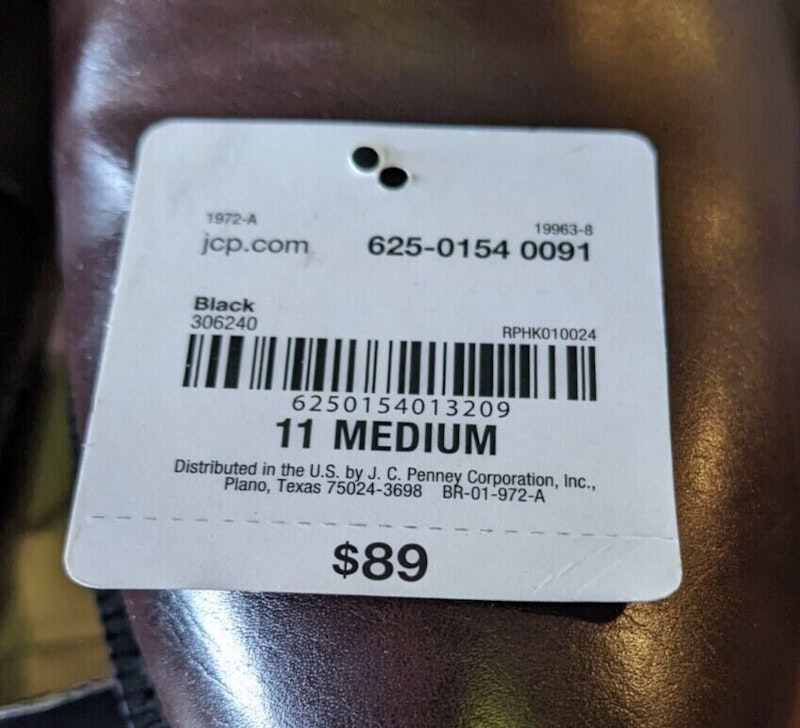 1972-A 19963-8
jcp.com 625-0154 0091
Black
306240 RPHK010024
6250154013209
11 MEDIUM
Distributed in the U.S. by J. C. Penney Corporation, Inc.,
Plano, Texas 75024-3698 BR-01-972-A
$89